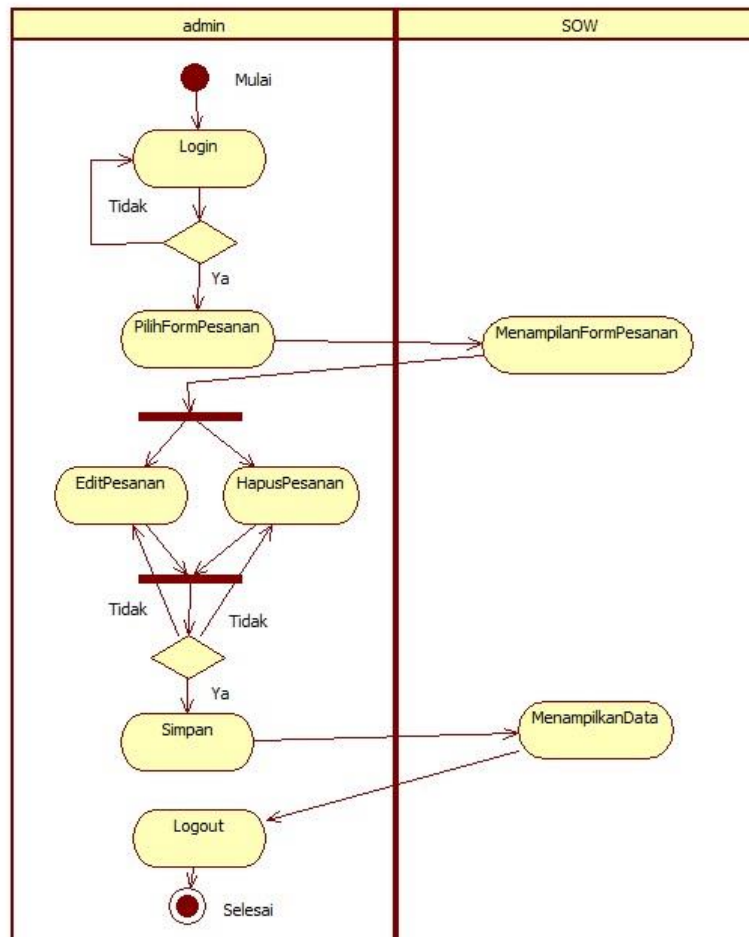 admin
SOW
Mulai
Login
Tidak
Ya
PilihFormPesanan
MenampilanFormPesanan
EditPesanan
HapusPesanan
Tidak
Tidak
Ya
Simpan
MenampilkanData
Logout
Selesai